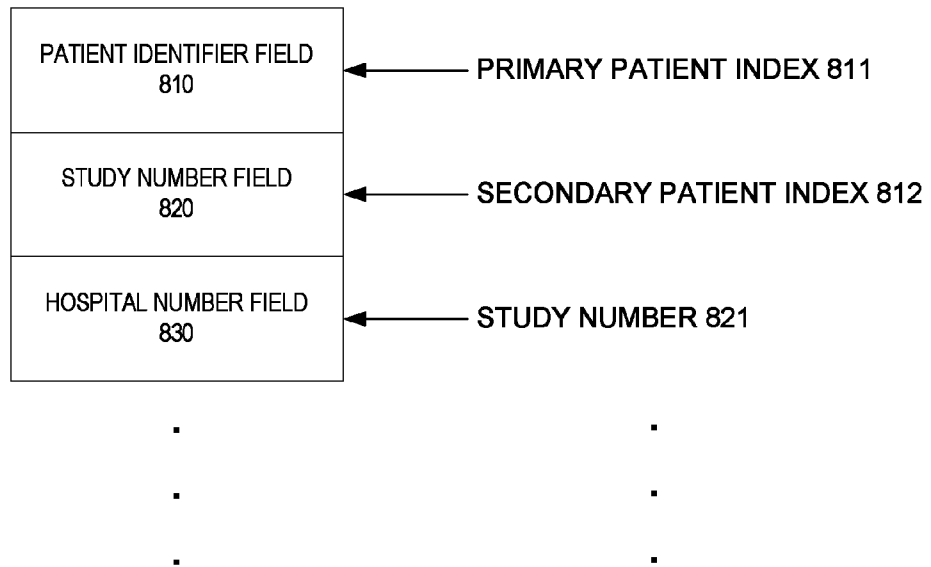 PATIENT IDENTIFIER FIELD
810
PRIMARY PATIENT INDEX 811
STUDY NUMBER FIELD
820
SECONDARY PATIENT INDEX 812
HOSPITAL NUMBER FIELD
830
STUDY NUMBER 821